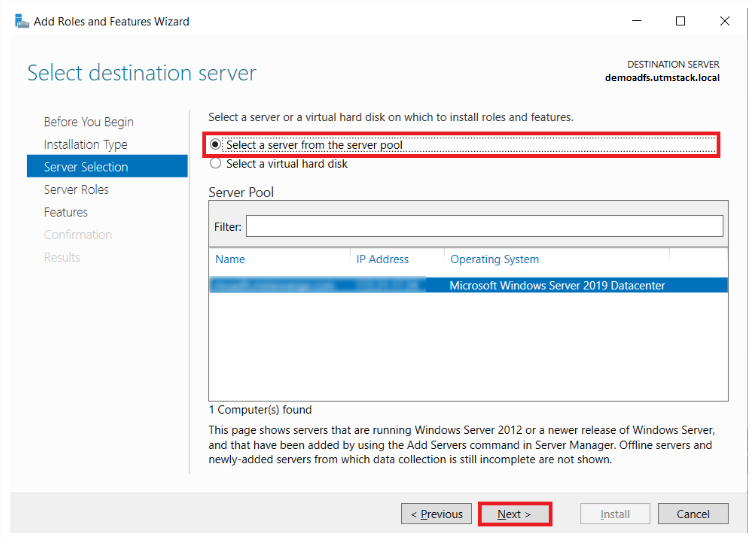 Add Roles and Features Wizard
Select destination server
DESTINATION SERVER
demoadfs.utmstack.local
Before You Begin
Installation Type
Server Selection
Server Roles
Features
Confirmation
Results
Select a server or a virtual hard disk on which to install roles and features.
Select a server from the server pool
Select a virtual hard disk
Server Pool
Filter:
Name IP Address Operating System
Microsoft Windows Server 2019 Datacenter
1 Computer(s) found
This page shows servers that are running Windows Server 2012 or a newer release of Windows Server,
and that have been added by using the Add Servers command in Server Manager. Offline servers and
newly-added servers from which data collection is still incomplete are not shown.
< Previous Next > Install Cancel